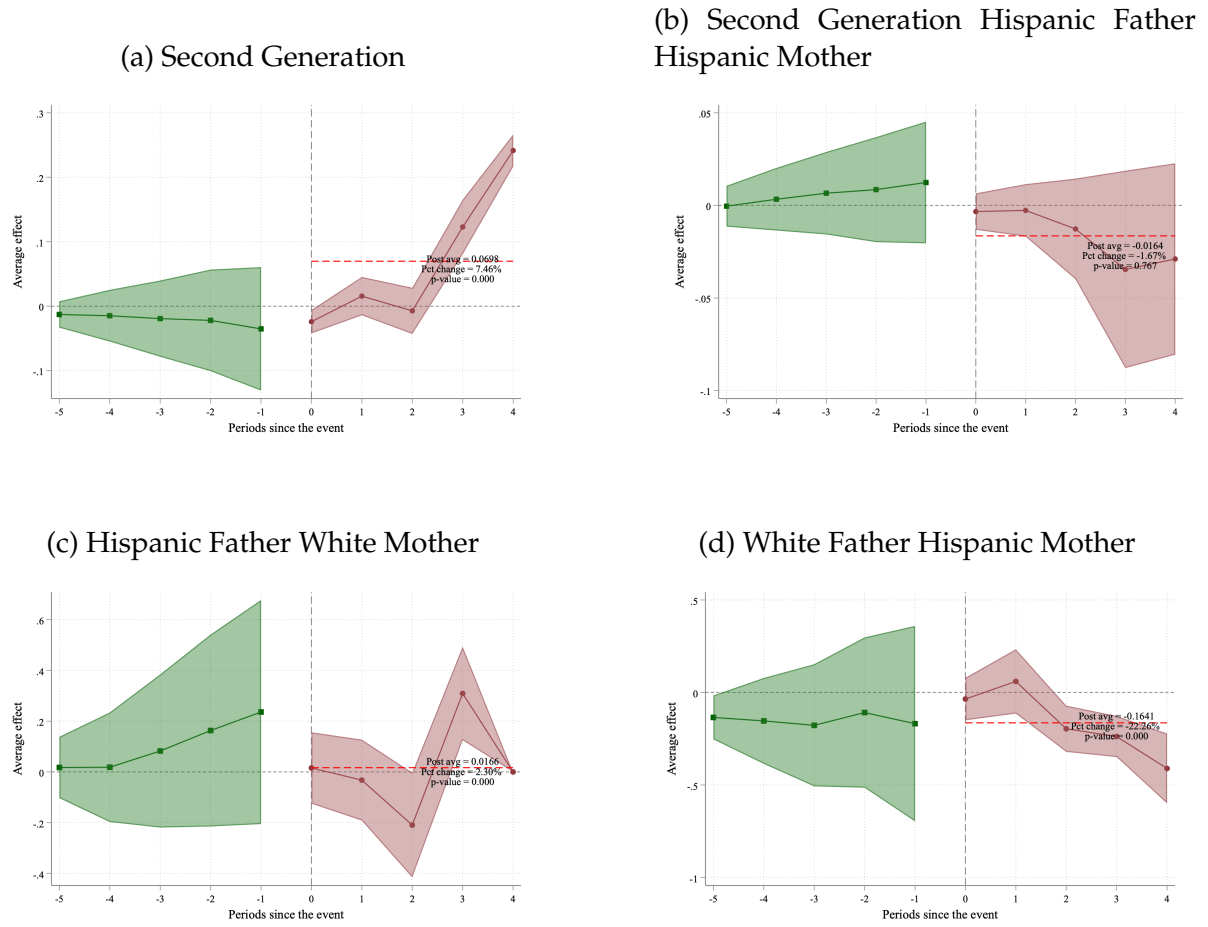 (a) Second Generation
.3
.2
.1
0
-.1
Average effect
Post avg = 0.0698
Pct change = 7.46%
p-value = 0.000
-5 -4 -3 -2 -1 0 1 2 3 4
Periods since the event
(b) Second Generation Hispanic Father
Hispanic Mother
.05
0
-.05
-.1
Average effect
Post avg = -0.0164
Pct change = -1.67%
p-value = 0.767
-5 -4 -3 -2 -1 0 1 2 3 4
Periods since the event
(c) Hispanic Father White Mother
.6
.4
.2
0
-.2
-.4
Average effect
Post avg = 0.0166
Pct change = 2.30%
p-value = 0.000
-5 -4 -3 -2 -1 0 1 2 3 4
Periods since the event
(d) White Father Hispanic Mother
.5
0
-.5
-1
Average effect
Post avg = -0.1641
Pct change = -22.26%
p-value = 0.000
-5 -4 -3 -2 -1 0 1 2 3 4
Periods since the event